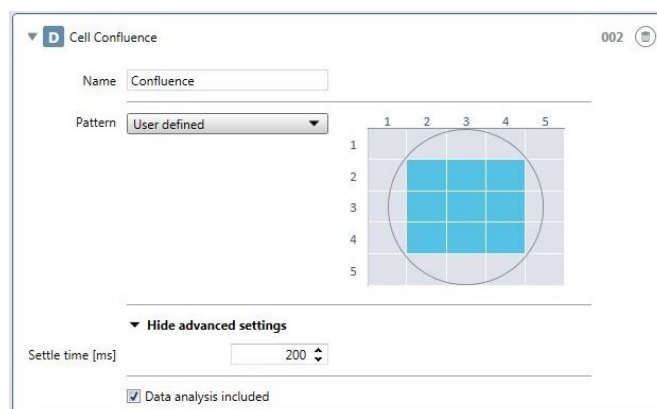 D Cell Confluence 002
Name Confluence
Pattern User defined
1 2 3 4 5
1
2
3
4
5
Hide advanced settings
Settle time [ms] 200
Data analysis included